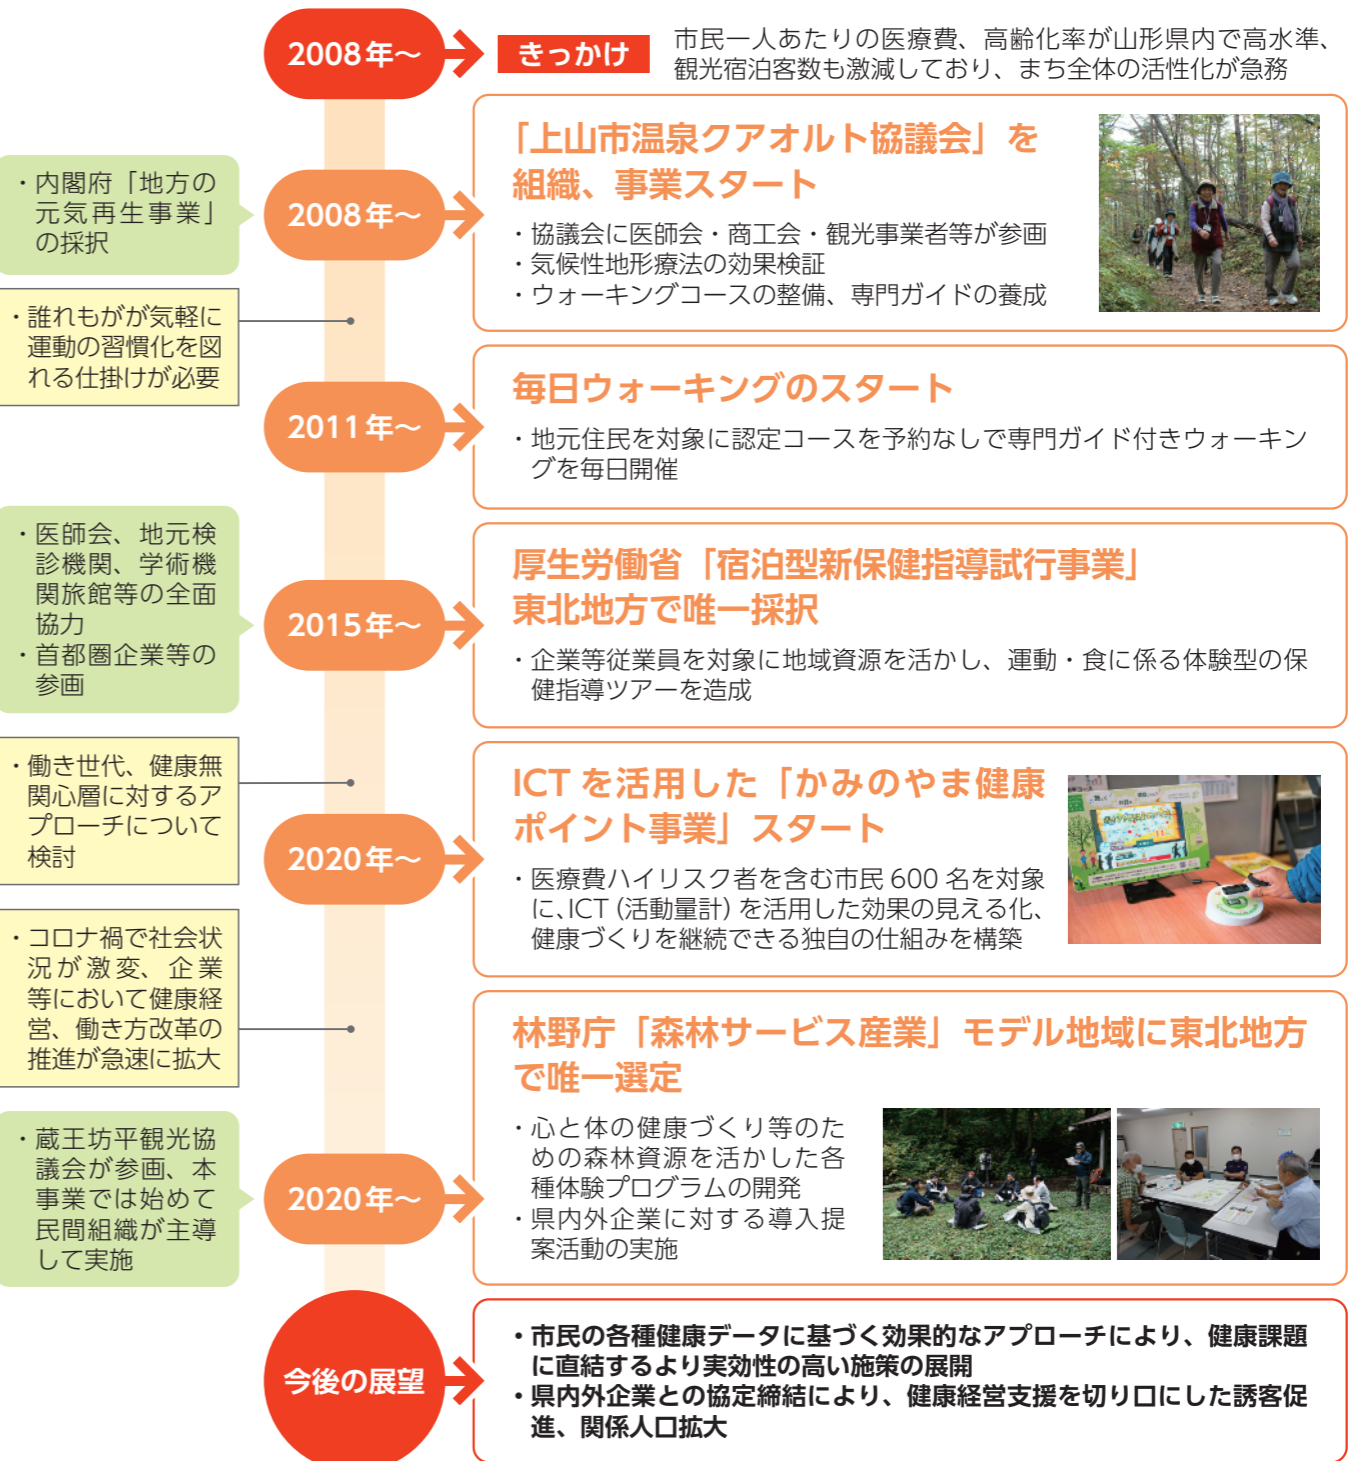 2008年～
きっかけ
市民一人あたりの医療費、高齢化率が山形県内で高水準、
観光宿泊客数も激減しており、まち全体の活性化が急務
・内閣府「地方の
元気再生事業」
の採択
2008年～
「上山市温泉クアオルト協議会」を
組織、事業スタート
・協議会に医師会・商工会・観光事業者等が参画
・気候性地形療法の効果検証
・ウォーキングコースの整備、専門ガイドの養成
・誰れもがが気軽に
運動の習慣化を図
れる仕掛けが必要
2011年～
毎日ウォーキングのスタート
・地元住民を対象に認定コースを予約なしで専門ガイド付きウォーキン
グを毎日開催
・医師会、地元検
診機関、学術機
関旅館等の全面
協力
・首都圏企業等の
参画
2015年～
厚生労働省「宿泊型新保健指導試行事業」
東北地方で唯一採択
・企業等従業員を対象に地域資源を活かし、運動・食に係る体験型の保
健指導ツアーを造成
・働き世代、健康無
関心層に対するア
プローチについて
検討
2020年～
ICTを活用した「かみのやま健康
ポイント事業」スタート
・医療費ハイリスク者を含む市民600名を対象
に、ICT（活動量計）を活用した効果の見える化、
健康づくりを継続できる独自の仕組みを構築
・コロナ禍で社会状
況が激変、企業
等において健康経
営、働き方改革の
推進が急速に拡大
林野庁「森林サービス産業」モデル地域に東北地方
で唯一選定
・心と体の健康づくり等のた
めの森林資源を活かした各
種体験プログラムの開発
・県内外企業に対する導入提
案活動の実施
・蔵王坊平観光協
議会が参画、本
事業では始めて
民間組織が主導
して実施
2020年～
今後の展望
・市民の各種健康データに基づく効果的なアプローチにより、健康課題
に直結するより実効性の高い施策の展開
・県内外企業との協定締結により、健康経営支援を切り口にした誘客促
進、関係人口拡大